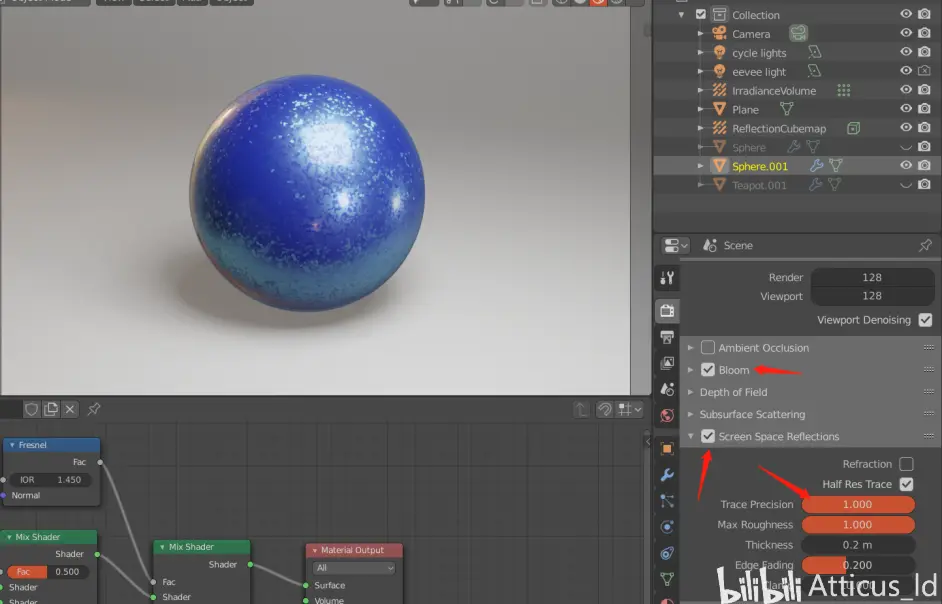 Collection
Camera
cycle lights
eevee light
IrradianceVolume
Plane
ReflectionCubemap
Sphere
Sphere.001
Teapot.001
Scene
Render 128
Viewport 128
Viewport Denoising
Ambient Occlusion
Bloom
Depth of Field
Subsurface Scattering
Screen Space Reflections
Refraction
Half Res Trace
Trace Precision 1.000
Max Roughness 1.000
Thickness 0.2 m
Edge Fading 0.200
bilibili Atticus_ld
Fresnel
Fac
IOR 1.450
Normal
Mix Shader
Shader
Fac 0.500
Shader
Shader
Mix Shader
Shader
Fac
Shader
Material Output
All
Surface
Volume